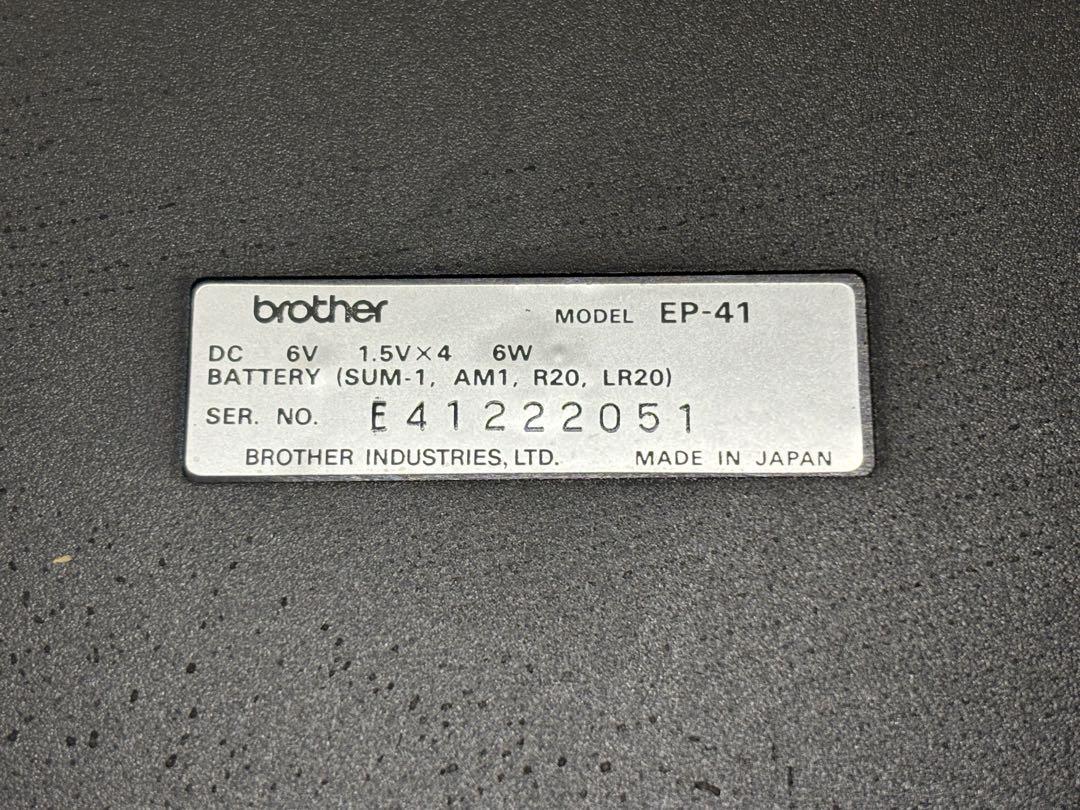 brother MODEL EP-41
DC 6V 1.5V×4 6W
BATTERY (SUM-1, AM1, R20, LR20)
SER. NO. E41222051
BROTHER INDUSTRIES, LTD. MADE IN JAPAN